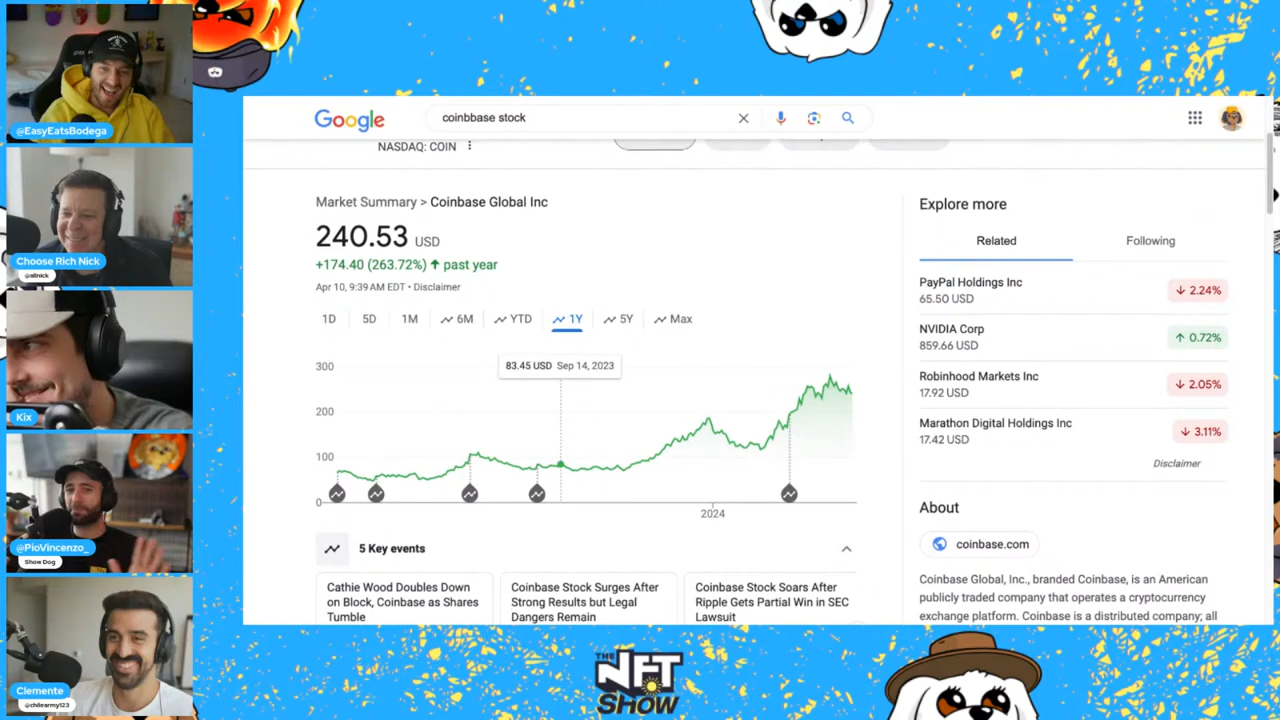 @EasyEatsBodega
Choose Rich Nick
@allnick
Kix
@PioVincenzo_
Show Dog
Clemente
@chilearmy123
Google
coinbbase stock
NASDAQ: COIN
Market Summary > Coinbase Global Inc
240.53 USD
+174.40 (263.72%) ↑ past year
Apr 10, 9:39 AM EDT • Disclaimer
1D 5D 1M 6M YTD 1Y 5Y Max
83.45 USD Sep 14, 2023
300
200
100
0
2024
5 Key events
Cathie Wood Doubles Down
on Block, Coinbase as Shares
Tumble
Coinbase Stock Surges After
Strong Results but Legal
Dangers Remain
Coinbase Stock Soars After
Ripple Gets Partial Win in SEC
Lawsuit
Explore more
Related Following
PayPal Holdings Inc
65.50 USD
↓ 2.24%
NVIDIA Corp
859.66 USD
↑ 0.72%
Robinhood Markets Inc
17.92 USD
↓ 2.05%
Marathon Digital Holdings Inc
17.42 USD
↓ 3.11%
Disclaimer
About
coinbase.com
Coinbase Global, Inc., branded Coinbase, is an American
publicly traded company that operates a cryptocurrency
exchange platform. Coinbase is a distributed company; all
THE
NFT
SHOW